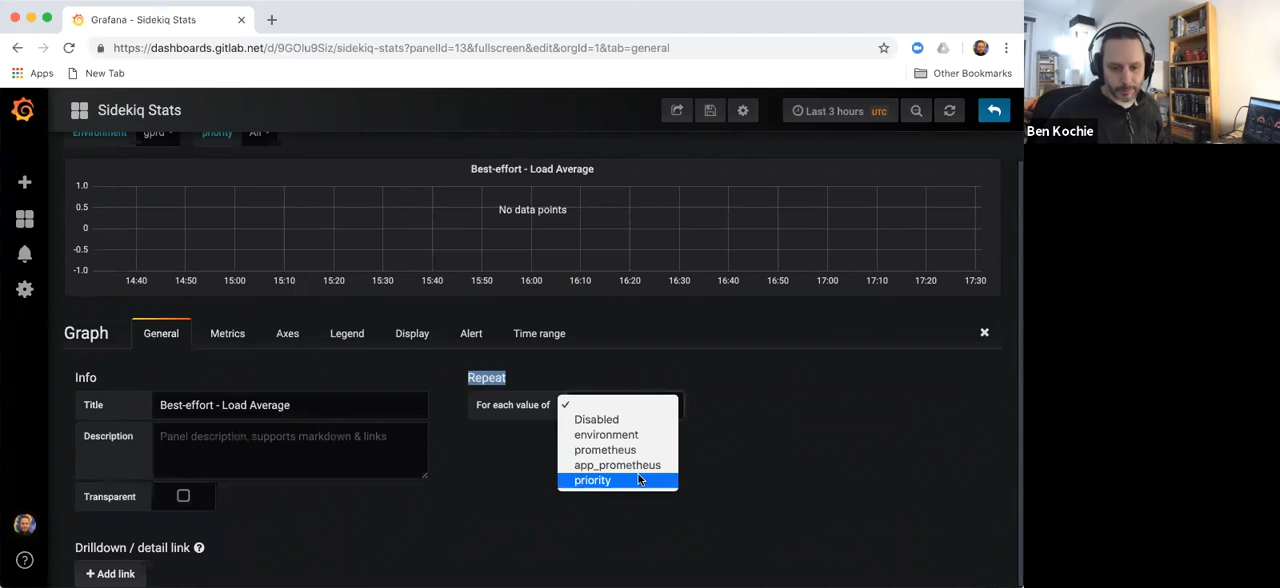 Grafana - Sidekiq Stats
https://dashboards.gitlab.net/d/9GOIu9Siz/sidekiq-stats?panelId=13&fullscreen&edit&orgId=1&tab=general
Apps
New Tab
Other Bookmarks
Sidekiq Stats
Last 3 hours UTC
Environment gprd priority All
Best-effort - Load Average
1.0
0.5
0
-0.5
-1.0
No data points
14:40 14:50 15:00 15:10 15:20 15:30 15:40 15:50 16:00 16:10 16:20 16:30 16:40 16:50 17:00 17:10 17:20 17:30
Graph General Metrics Axes Legend Display Alert Time range
Info
Title Best-effort - Load Average
Description Panel description, supports markdown & links
Transparent
Repeat
For each value of
Disabled
environment
prometheus
app_prometheus
priority
Drilldown / detail link
+ Add link
Ben Kochie